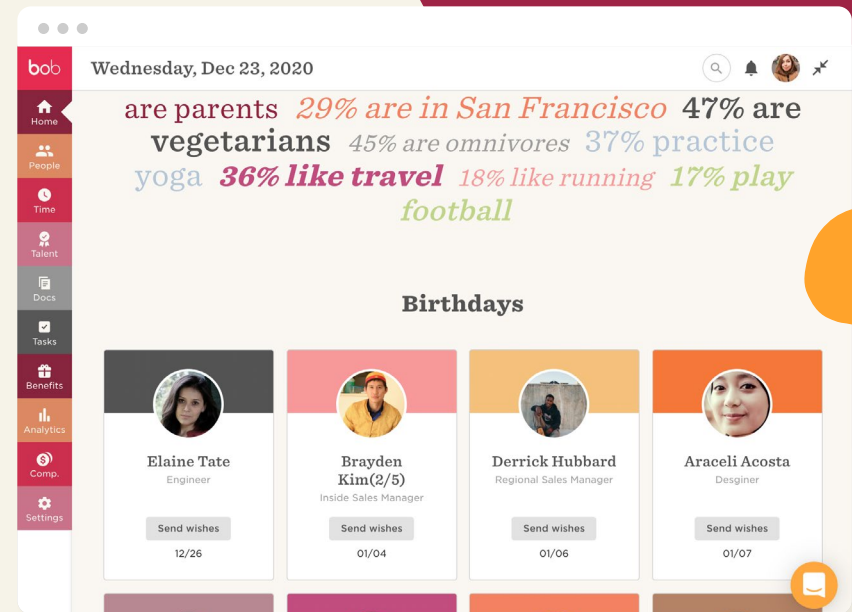 bob
Wednesday, Dec 23, 2020
Home
People
Time
Talent
Docs
Tasks
Benefits
Analytics
Comp.
Settings
are parents 29% are in San Francisco 47% are
vegetarians 45% are omnivores 37% practice
yoga 36% like travel 18% like running 17% play
football
Birthdays
Elaine Tate
Engineer
Send wishes
12/26
Brayden
Kim(2/5)
Inside Sales Manager
Send wishes
01/04
Derrick Hubbard
Regional Sales Manager
Send wishes
01/06
Araceli Acosta
Desginer
Send wishes
01/07